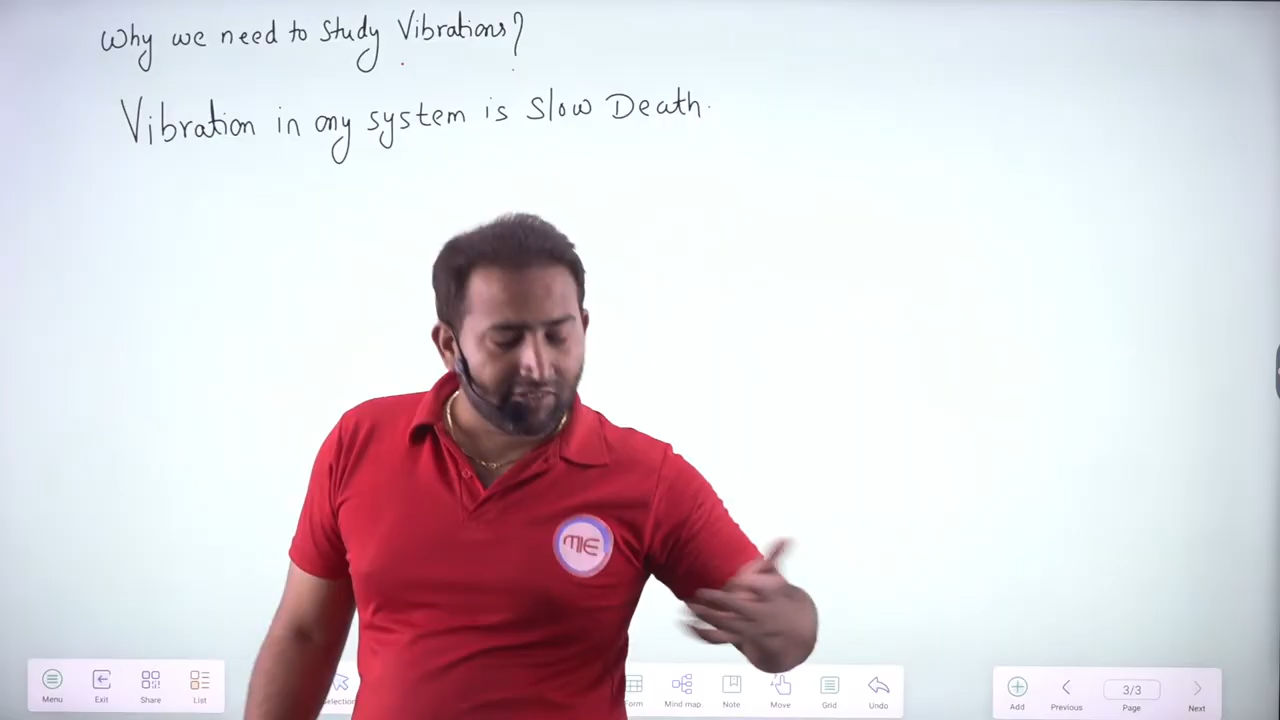 Why we need to study Vibrations?
Vibration in any system is Slow Death.
MIE
Menu
Exit
Share
List
Selection
Mind map
Note
Move
Grid
Undo
Add
Previous
3/3
Page
Next